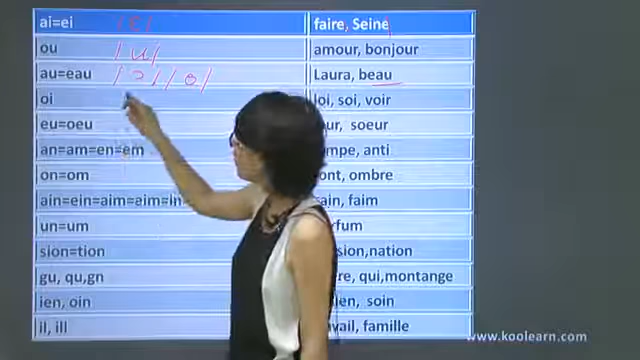 ai=ei /ɛ/ faire, Seine
ou /u/ amour, bonjour
au=eau /ɔ/ /o/ Laura, beau
oi loi, soi, voir
eu=oeu soeur
an=am=en=em anti
on=om ombre
ain=ein=aim=eim=in faim
un=um
sion=tion nation
gu, qu,gn qui,montange
ien, oin soin
il, ill famille
www.koolearn.com